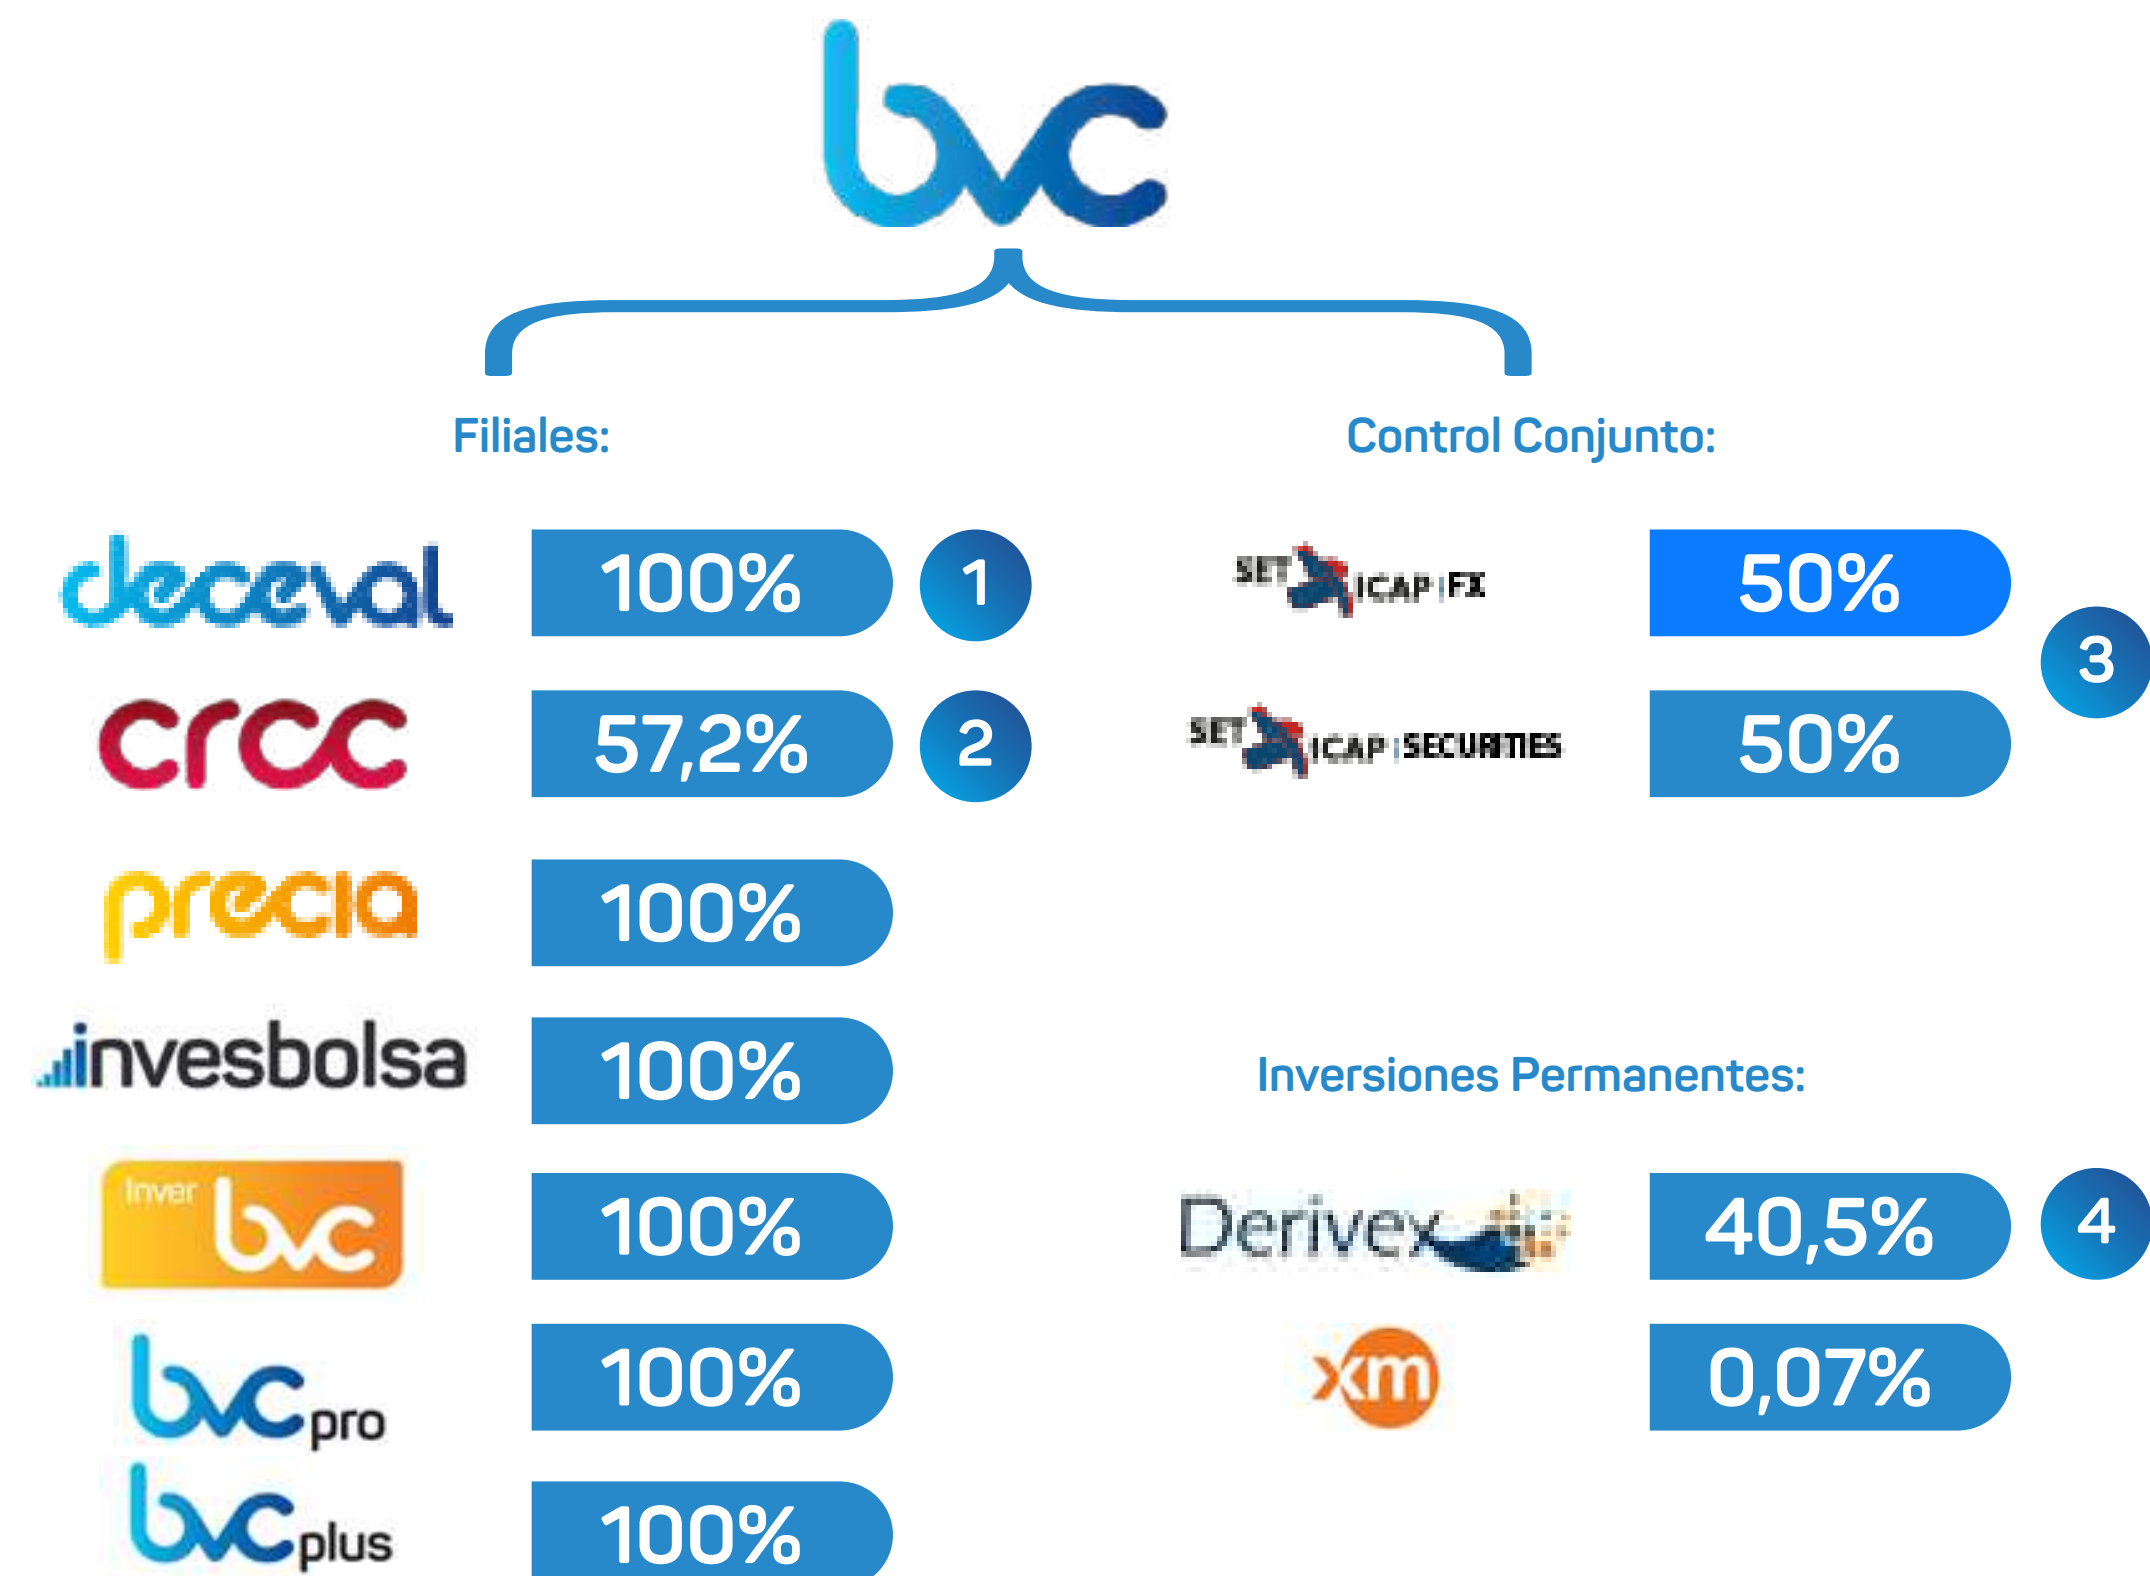 bvc
Filiales:
deceval 100% 1
crcc 57,2% 2
precia 100%
invesbolsa 100%
Inver bvc 100%
bvc pro 100%
bvc plus 100%
Control Conjunto:
SET ICAP FX 50%
3
SET ICAP SECURITIES 50%
Inversiones Permanentes:
Derivex 40,5% 4
xm 0,07%